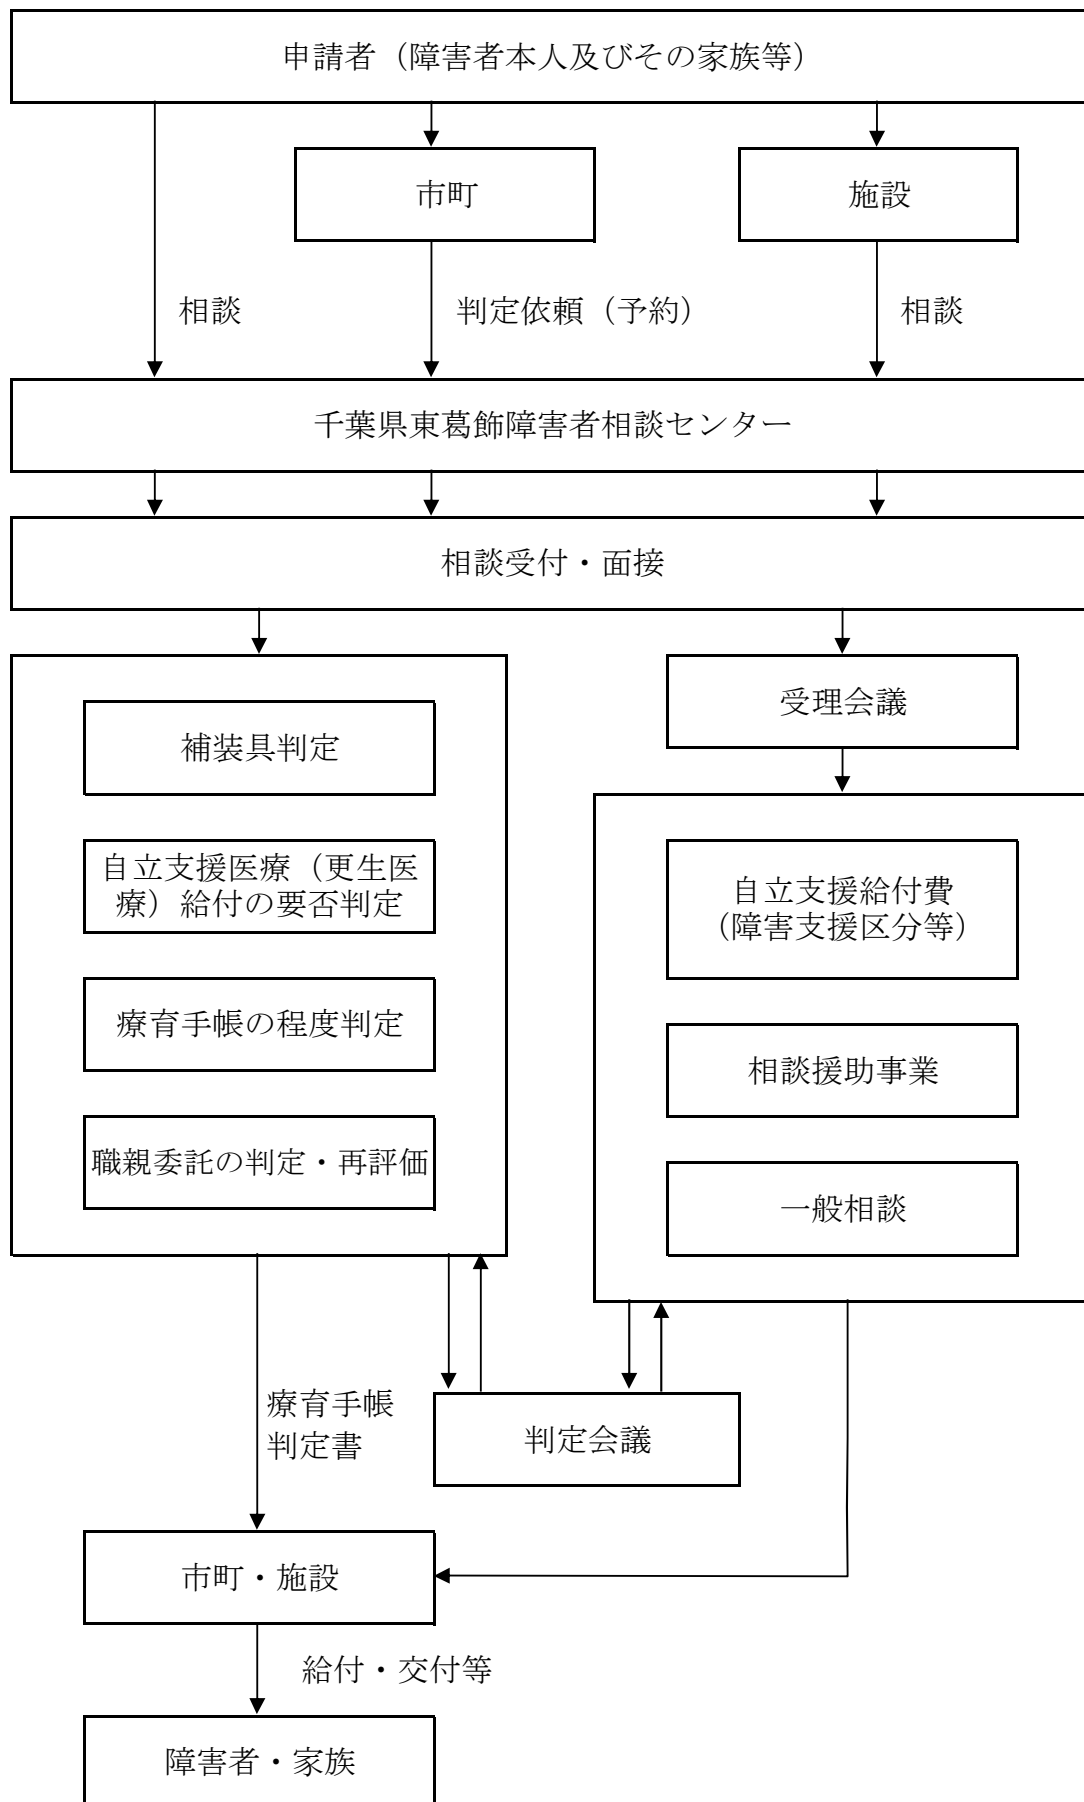 申請者（障害者本人及びその家族等）
市町
施設
相談
判定依頼（予約）
相談
千葉県東葛飾障害者相談センター
相談受付・面接
補装具判定
自立支援医療（更生医
療）給付の要否判定
療育手帳の程度判定
職親委託の判定・再評価
受理会議
自立支援給付費
（障害支援区分等）
相談援助事業
一般相談
療育手帳
判定書
判定会議
市町・施設
給付・交付等
障害者・家族